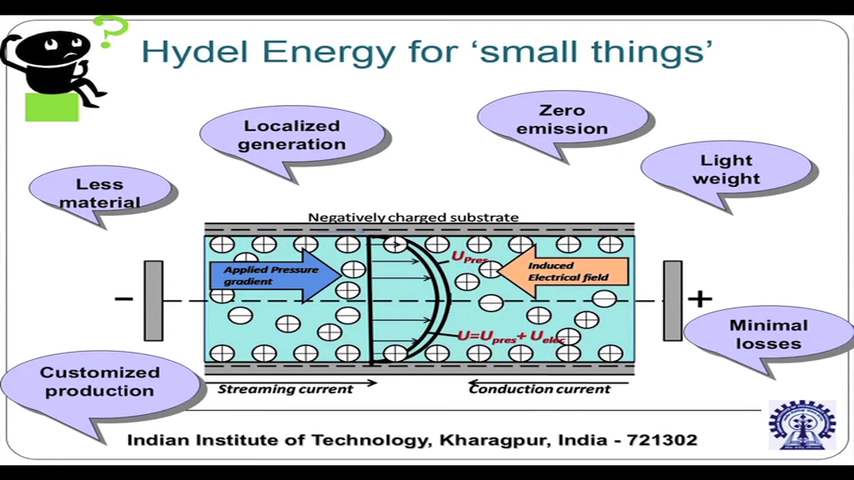 Hydel Energy for ‘small things’
Zero
emission
Localized
generation
Light
weight
Less
material
Negatively charged substrate
U Pres
Applied Pressure
gradient
Induced
Electrical field
–
+
U=Upres+ Uelec
Minimal
losses
Customized
production
Streaming current
Conduction current
Indian Institute of Technology, Kharagpur, India - 721302